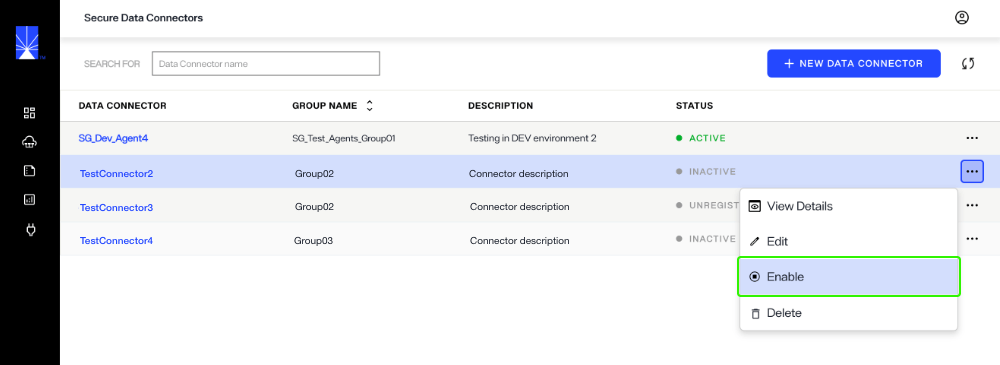 Secure Data Connectors
SEARCH FOR Data Connector name + NEW DATA CONNECTOR
DATA CONNECTOR GROUP NAME DESCRIPTION STATUS
SG_Dev_Agent4 SG_Test_Agents_Group01 Testing in DEV environment 2 ACTIVE ...
TestConnector2 Group02 Connector description INACTIVE ...
TestConnector3 Group02 Connector description UNREGIST ...
TestConnector4 Group03 Connector description INACTIVE ...
View Details
Edit
Enable
Delete